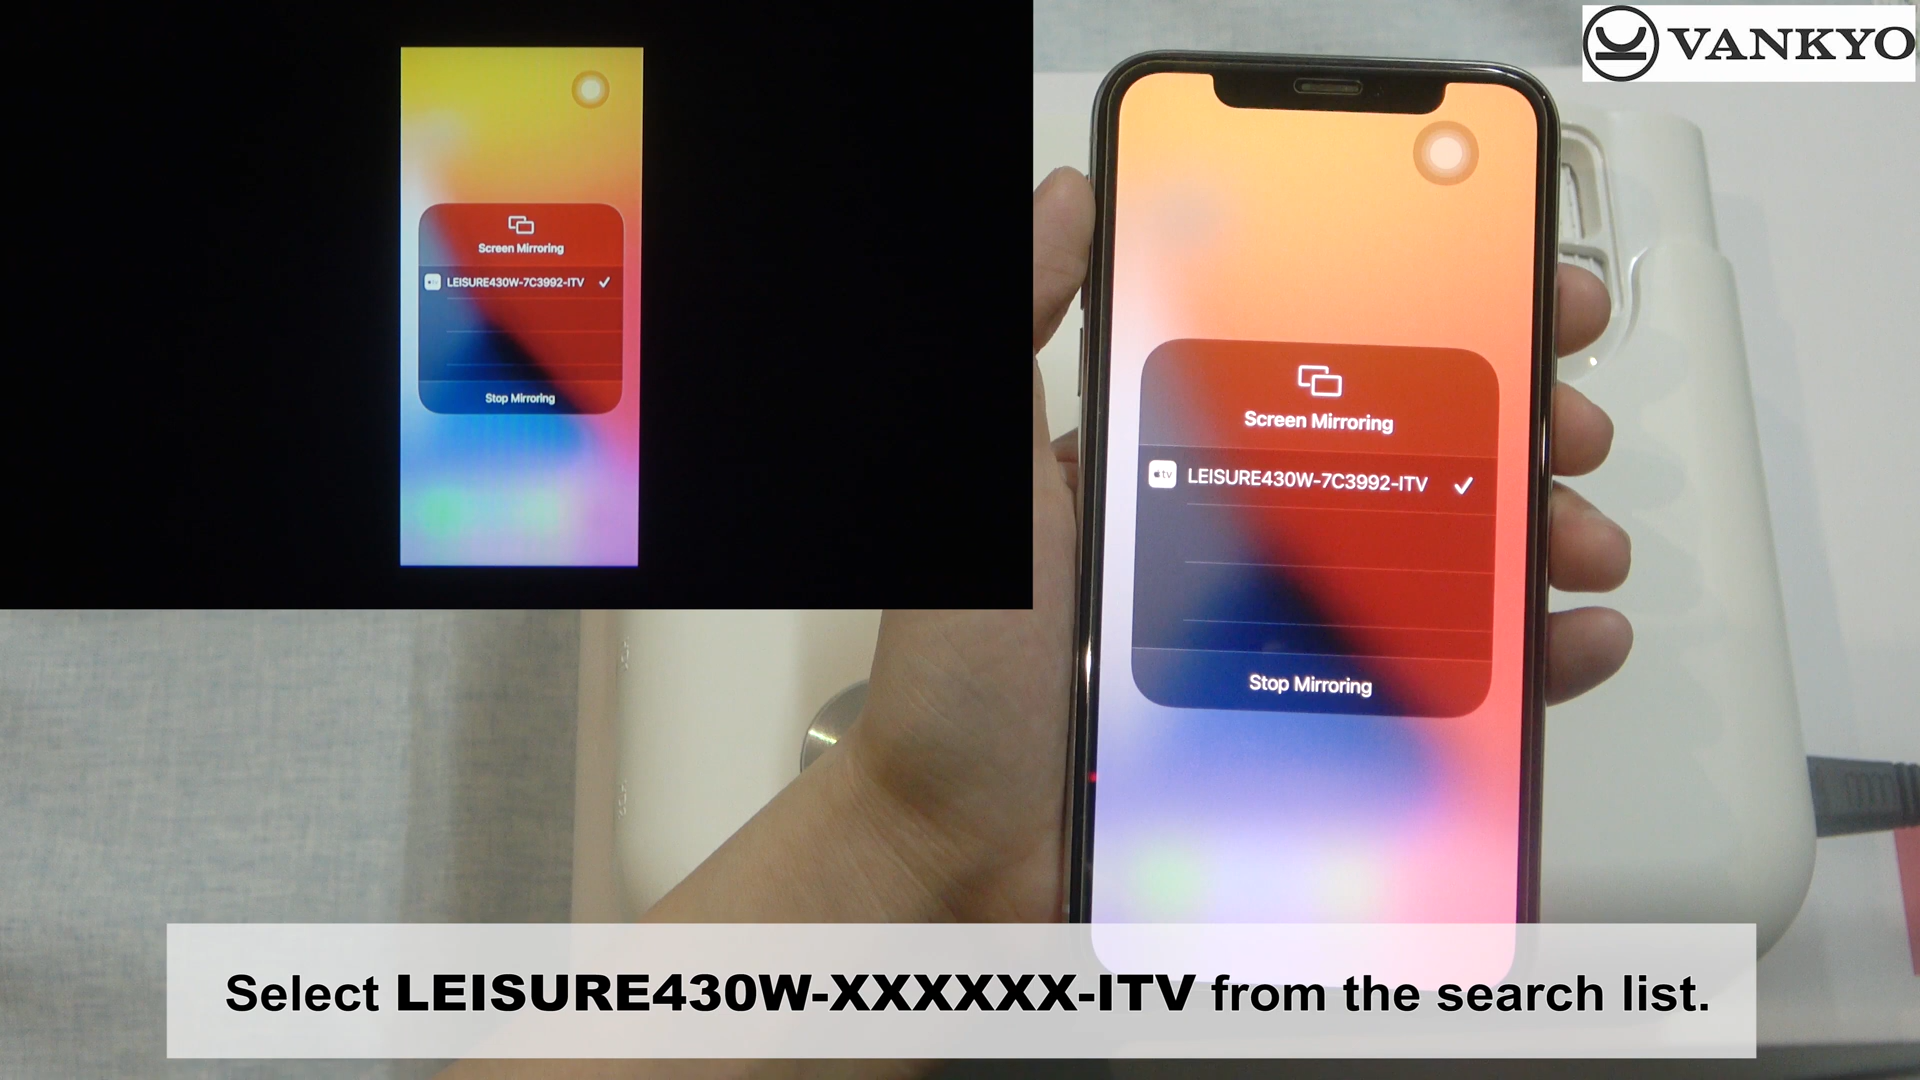 VANKYO
Screen Mirroring
LEISURE430W-7C3992-ITV
Stop Mirroring
Screen Mirroring
tv LEISURE430W-7C3992-ITV
Stop Mirroring
Select LEISURE430W-XXXXXX-ITV from the search list.